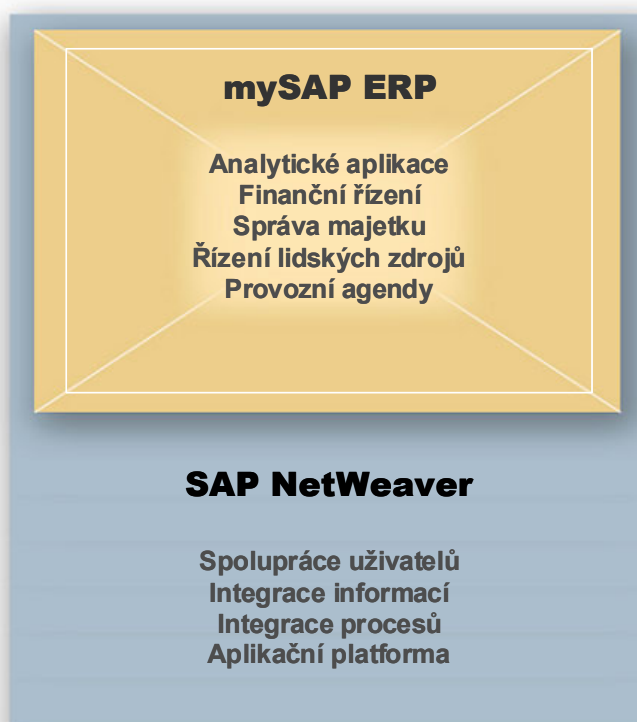 mySAP ERP
Analytické aplikace
Finanční řízení
Správa majetku
Řízení lidských zdrojů
Provozní agendy
SAP NetWeaver
Spolupráce uživatelů
Integrace informací
Integrace procesů
Aplikační platforma